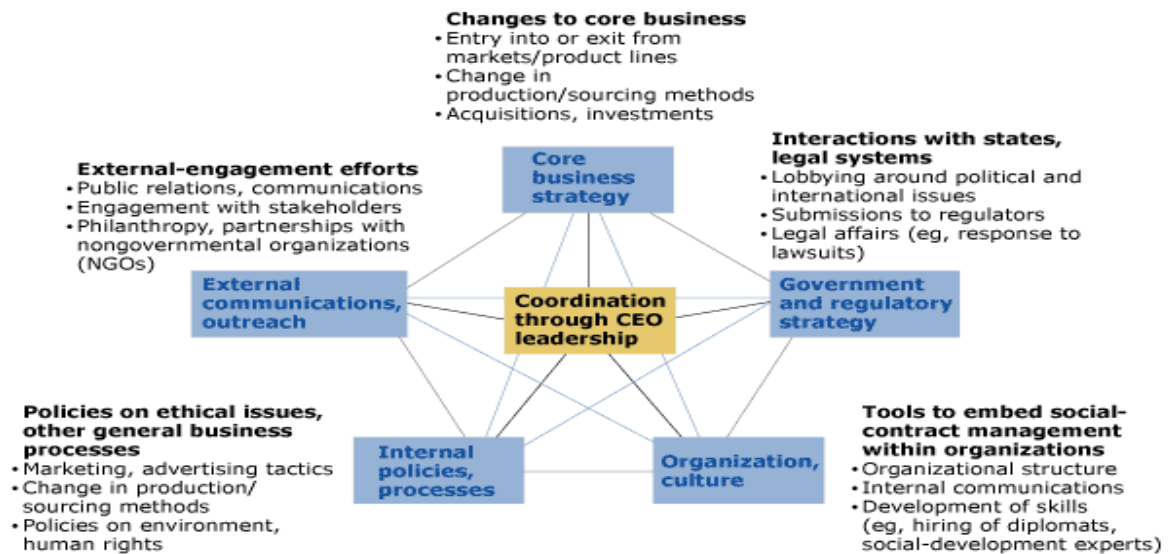 Changes to core business
• Entry into or exit from
markets/product lines
• Change in
production/sourcing methods
• Acquisitions, investments
Core
business
strategy
External-engagement efforts
• Public relations, communications
• Engagement with stakeholders
• Philanthropy, partnerships with
nongovernmental organizations
(NGOs)
External
communications,
outreach
Interactions with states,
legal systems
• Lobbying around political and
international issues
• Submissions to regulators
• Legal affairs (eg, response to
lawsuits)
Government
and regulatory
strategy
Coordination
through CEO
leadership
Policies on ethical issues,
other general business
processes
• Marketing, advertising tactics
• Change in production/
sourcing methods
• Policies on environment,
human rights
Internal
policies,
processes
Organization,
culture
Tools to embed social-
contract management
within organizations
• Organizational structure
• Internal communications
• Development of skills
(eg, hiring of diplomats,
social-development experts)